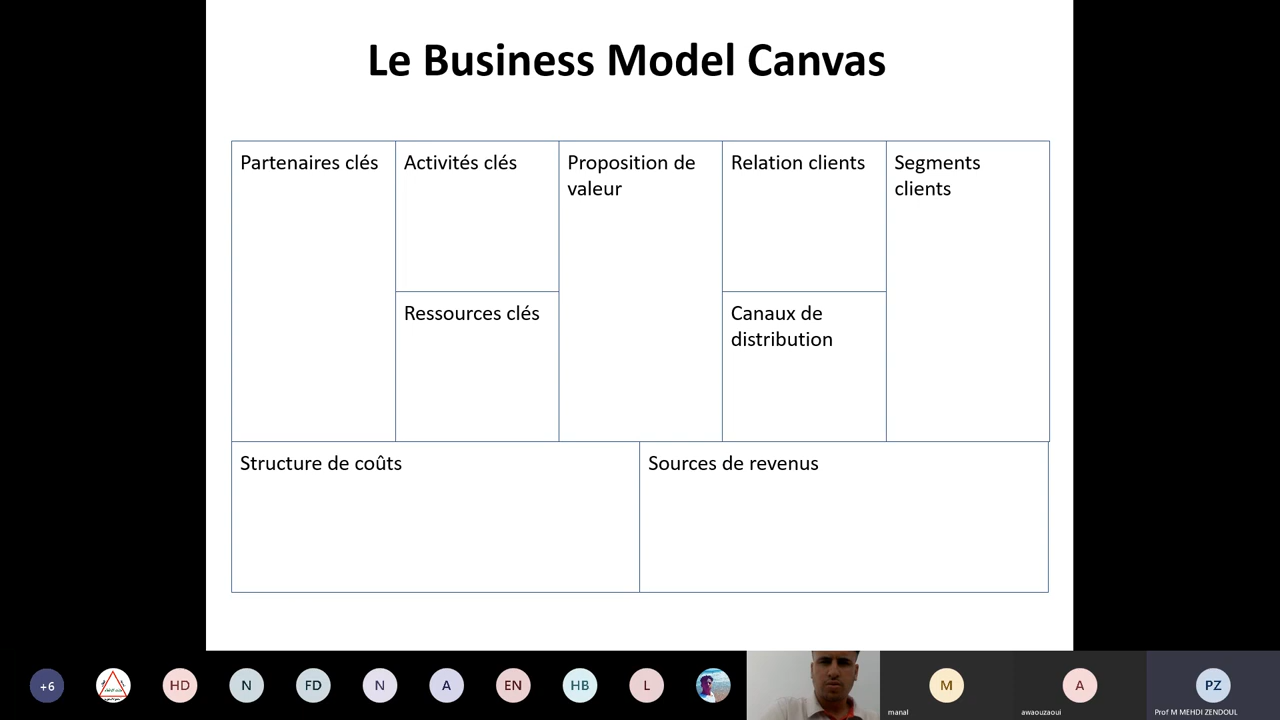 Le Business Model Canvas
Partenaires clés
Activités clés
Proposition de
valeur
Relation clients
Segments
clients
Ressources clés
Canaux de
distribution
Structure de coûts
Sources de revenus
+6
HD
N
FD
N
A
EN
HB
L
M
manal
A
awaouzaoui
PZ
Prof M MEHDI ZENDOUL